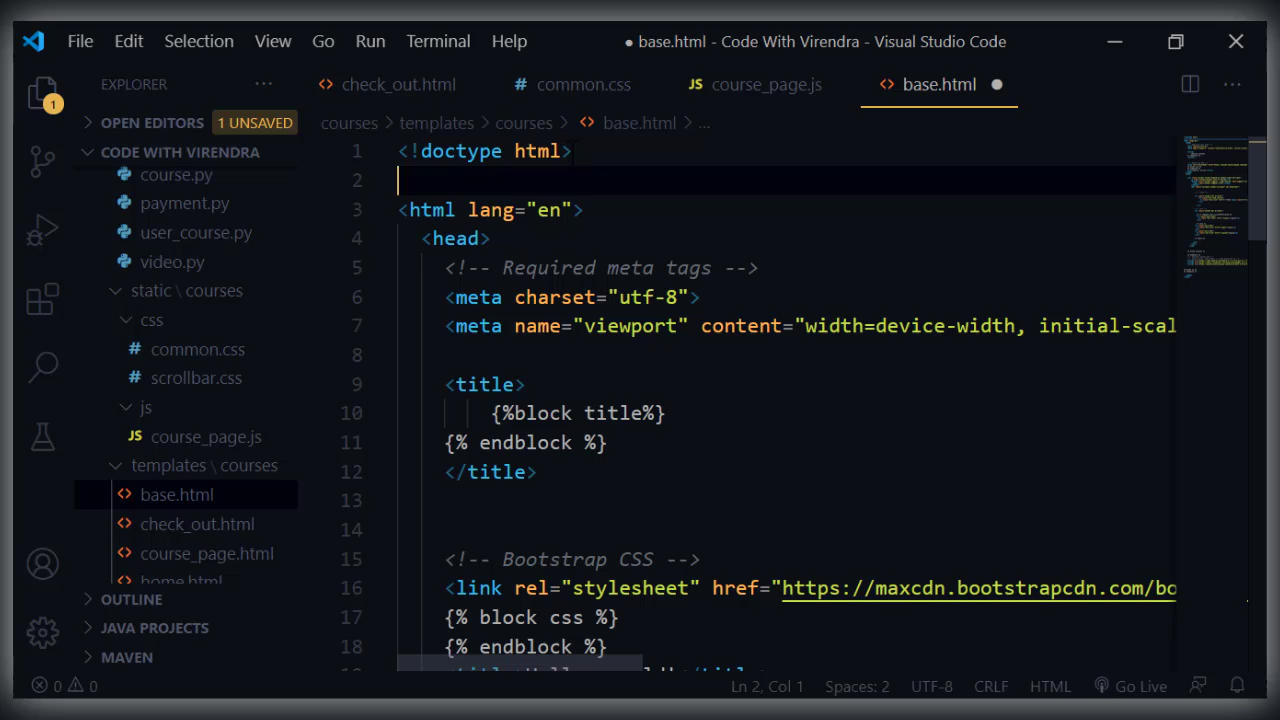 File Edit Selection View Go Run Terminal Help ● base.html - Code With Virendra - Visual Studio Code
EXPLORER ···
check_out.html # common.css JS course_page.js base.html ●
1
OPEN EDITORS 1 UNSAVED
courses > templates > courses > base.html > ...
CODE WITH VIRENDRA
course.py
payment.py
user_course.py
video.py
static \ courses
css
# common.css
# scrollbar.css
js
JS course_page.js
templates \ courses
base.html
check_out.html
course_page.html
home.html
OUTLINE
JAVA PROJECTS
MAVEN
1 <!doctype html>
2
3 <html lang="en">
4 <head>
5 <!-- Required meta tags -->
6 <meta charset="utf-8">
7 <meta name="viewport" content="width=device-width, initial-scal
8
9 <title>
10 {%block title%}
11 {% endblock %}
12 </title>
13
14
15 <!-- Bootstrap CSS -->
16 <link rel="stylesheet" href="https://maxcdn.bootstrapcdn.com/bo
17 {% block css %}
18 {% endblock %}
0 0 Ln 2, Col 1 Spaces: 2 UTF-8 CRLF HTML Go Live